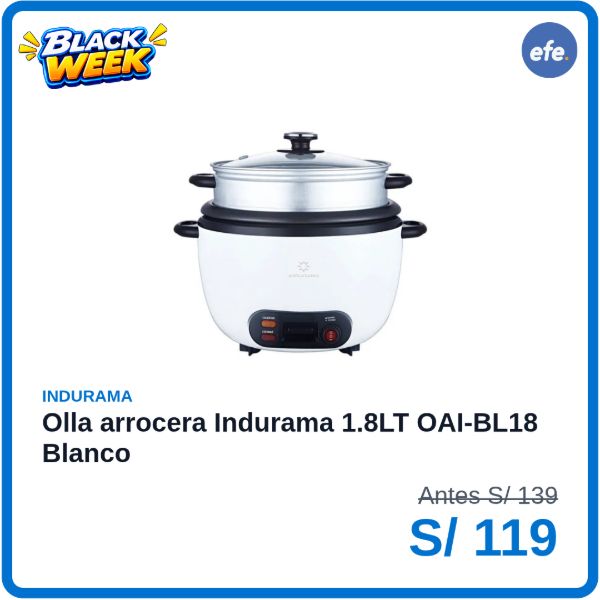 BLACK
WEEK
efe.
INDURAMA
Olla arrocera Indurama 1.8LT OAI-BL18
Blanco
Antes S/ 139
S/ 119